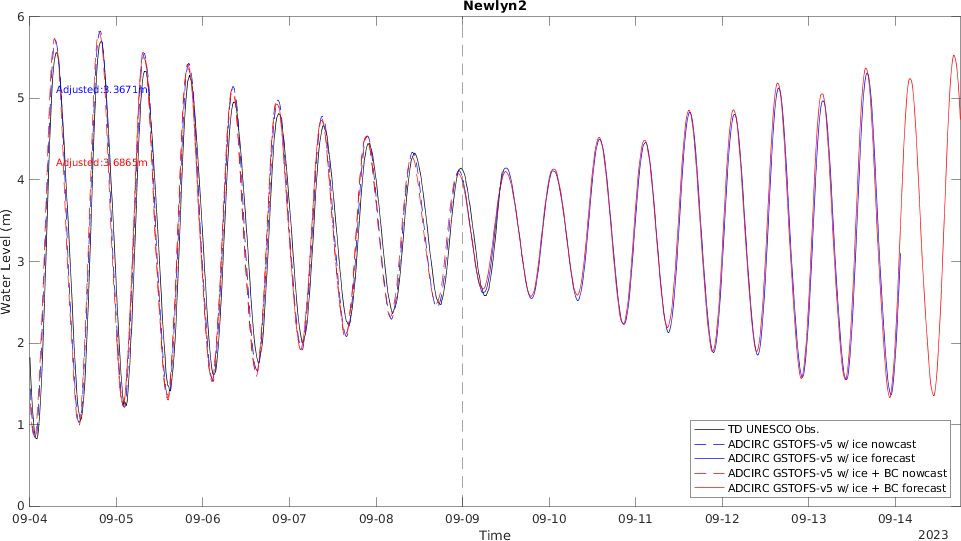 Newlyn2
6
5
4
3
2
1
0
Water Level (m)
Adjusted:3.3671m
Adjusted:3.6865m
TD UNESCO Obs.
ADCIRC GSTOFS-v5 w/ ice nowcast
ADCIRC GSTOFS-v5 w/ ice forecast
ADCIRC GSTOFS-v5 w/ ice + BC nowcast
ADCIRC GSTOFS-v5 w/ ice + BC forecast
09-04 09-05 09-06 09-07 09-08 09-09 09-10 09-11 09-12 09-13 09-14
Time
2023